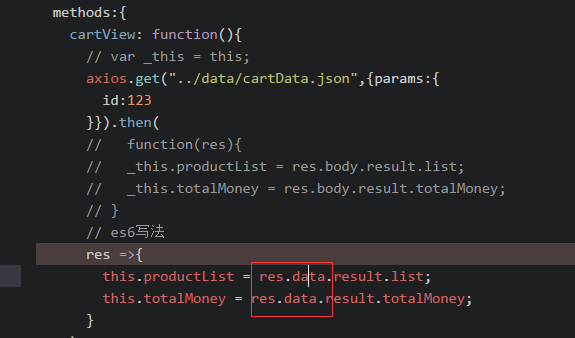 methods:{
cartView: function(){
// var _this = this;
axios.get("../data/cartData.json",{params:{
id:123
}}).then(
// function(res){
// _this.productList = res.body.result.list;
// _this.totalMoney = res.body.result.totalMoney;
// }
// es6写法
res =>{
this.productList = res.data.result.list;
this.totalMoney = res.data.result.totalMoney;
}